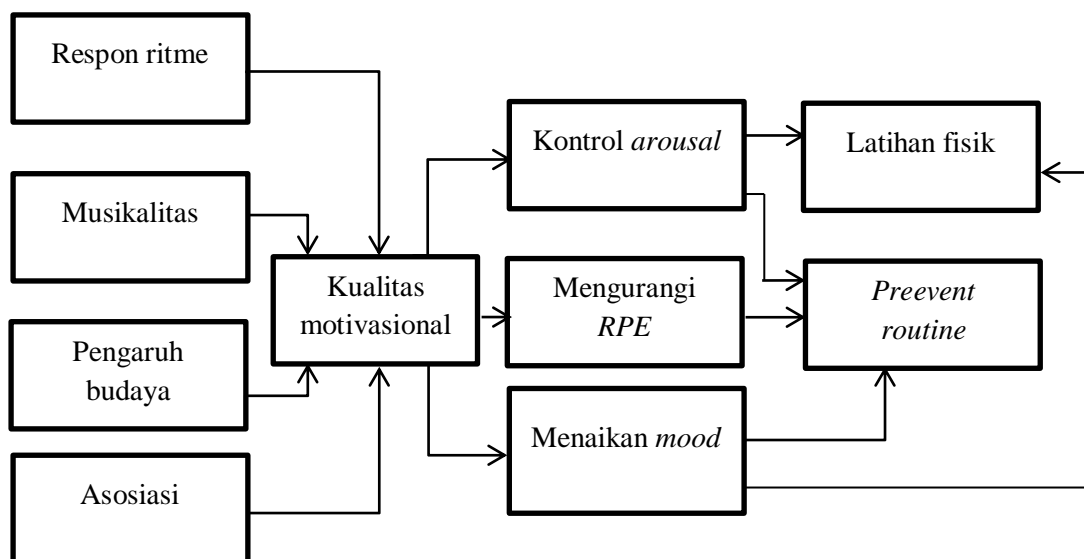 Respon ritme
Musikalitas
Pengaruh
budaya
Asosiasi
Kualitas
motivasional
Kontrol arousal
Mengurangi
RPE
Menaikan mood
Latihan fisik
Preevent
routine